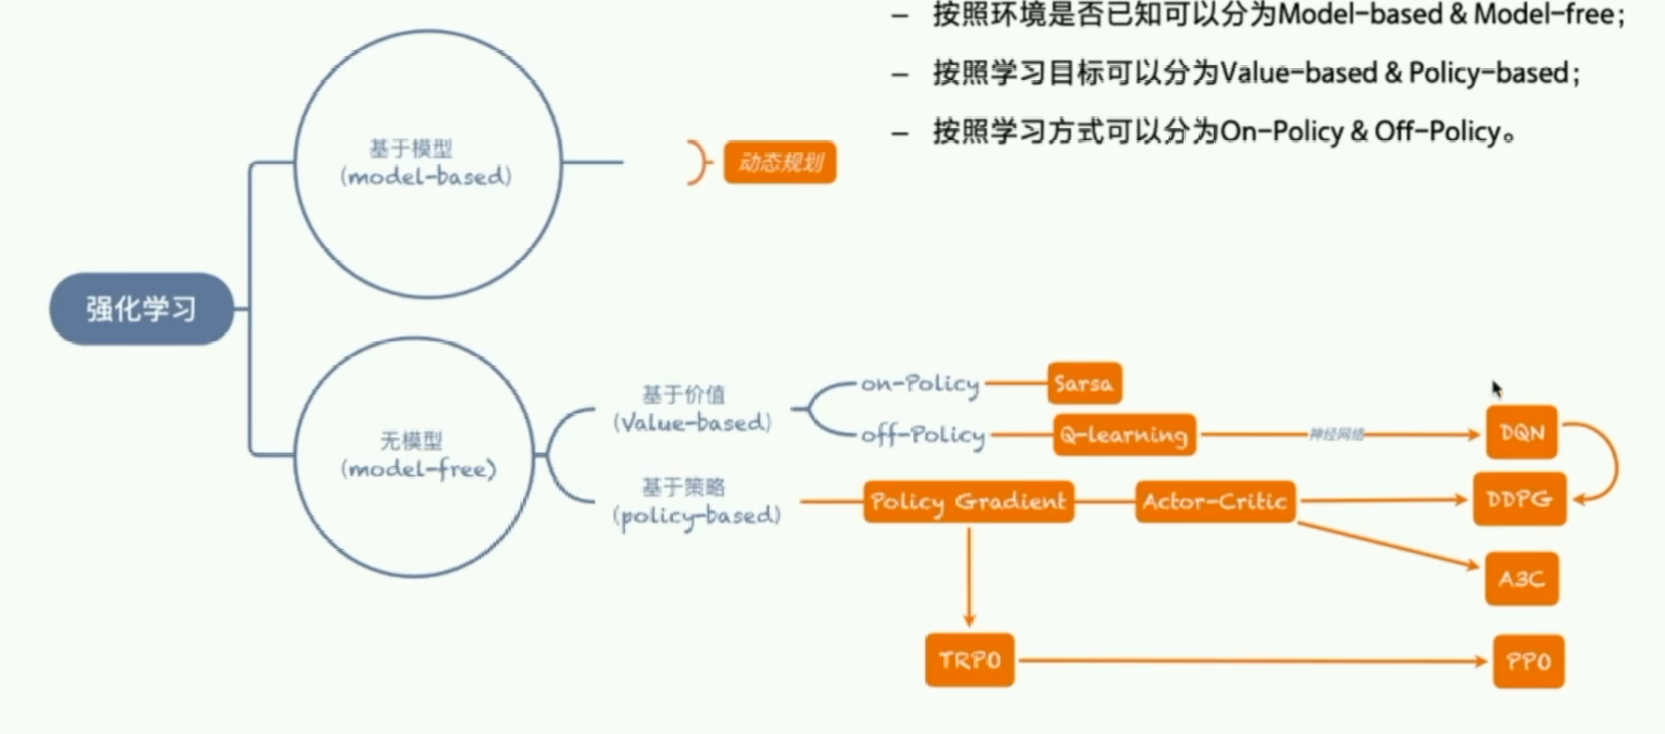 – 按照环境是否已知可以分为Model-based & Model-free；
– 按照学习目标可以分为Value-based & Policy-based；
– 按照学习方式可以分为On-Policy & Off-Policy。
强化学习
基于模型
(model-based)
动态规划
无模型
(model-free)
基于价值
(Value-based)
on-Policy
Sarsa
off-Policy
Q-learning
神经网络
DQN
基于策略
(policy-based)
Policy Gradient
Actor-Critic
DDPG
A3C
TRPO
PPO